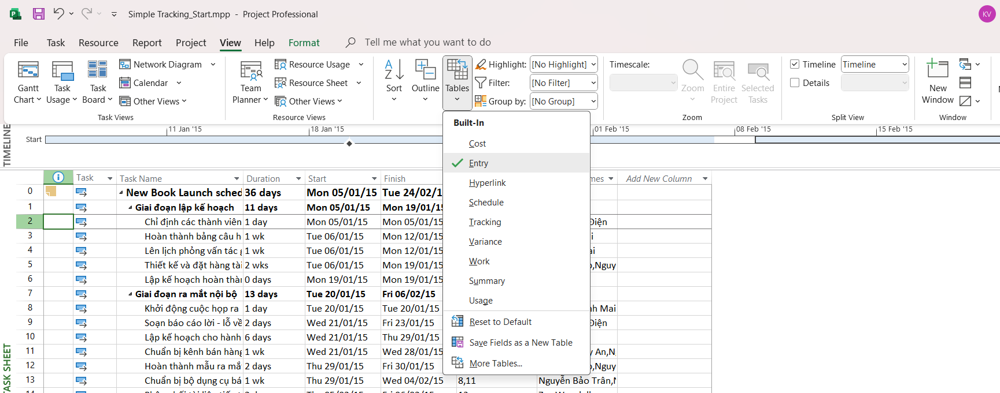 Simple Tracking_Start.mpp - Project Professional
KV
File Task Resource Report Project View Help Format Tell me what you want to do
Gantt Chart
Task Usage
Task Board
Network Diagram
Calendar
Other Views
Task Views
Team Planner
Resource Usage
Resource Sheet
Other Views
Resource Views
Sort
Outline
Tables
Highlight: [No Highlight]
Filter: [No Filter]
Group by: [No Group]
Timescale:
Zoom
Entire Project
Selected Tasks
Zoom
Timeline Timeline
Details
Split View
New Window
Window
Built-In
Cost
Entry
Hyperlink
Schedule
Tracking
Variance
Work
Summary
Usage
Reset to Default
Save Fields as a New Table
More Tables...
TIMELINE
11 Jan '15 18 Jan '15 01 Feb '15 08 Feb '15 15 Feb '15
Start
TASK SHEET
Task Task Name Duration Start Finish mes Add New Column
0 New Book Launch sched 36 days Mon 05/01/15 Tue 24/02/1
1 Giai đoạn lập kế hoạch 11 days Mon 05/01/15 Mon 19/01/15
2 Chỉ định các thành viên 1 day Mon 05/01/15 Mon 05/01/15 Điện
3 Hoàn thành bảng câu h 1 wk Tue 06/01/15 Mon 12/01/15 i
4 Lên lịch phỏng vấn tác g 1 wk Tue 06/01/15 Mon 12/01/15 ai
5 Thiết kế và đặt hàng tài 2 wks Tue 06/01/15 Mon 19/01/15 ,Nguy
6 Lập kế hoạch hoàn thàn 0 days Mon 19/01/15 Mon 19/01/15
7 Giai đoạn ra mắt nội bộ 13 days Tue 20/01/15 Fri 06/02/15
8 Khởi động cuộc họp ra 1 day Tue 20/01/15 Tue 20/01/15 h Mai
9 Soạn báo cáo lời - lỗ về 2 days Wed 21/01/15 Fri 23/01/15 Điện
10 Lập kế hoạch cho hành 6 days Wed 21/01/15 Thu 29/01/15
11 Chuẩn bị kênh bán hàng 1 wk Wed 21/01/15 Wed 28/01/15 y An,N
12 Hoàn thành mẫu ra mắ 2 days Thu 29/01/15 Fri 30/01/15 ,Nguy
13 Chuẩn bị bộ dụng cụ bá 1 wk Thu 29/01/15 Wed 04/02/15 8,11 Nguyễn Bảo Trân,N